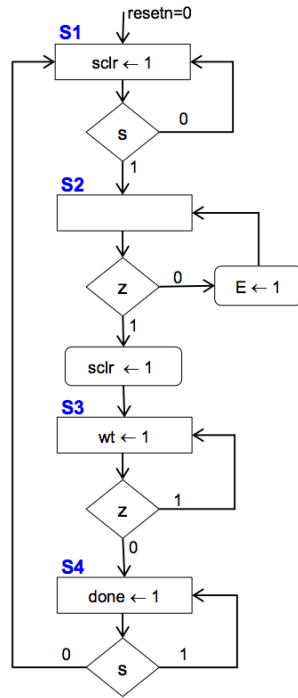 resetn=0
S1
sclr ← 1
s
0
1
S2
z
0
E ← 1
1
sclr ← 1
S3
wt ← 1
z
1
0
S4
done ← 1
0
s
1